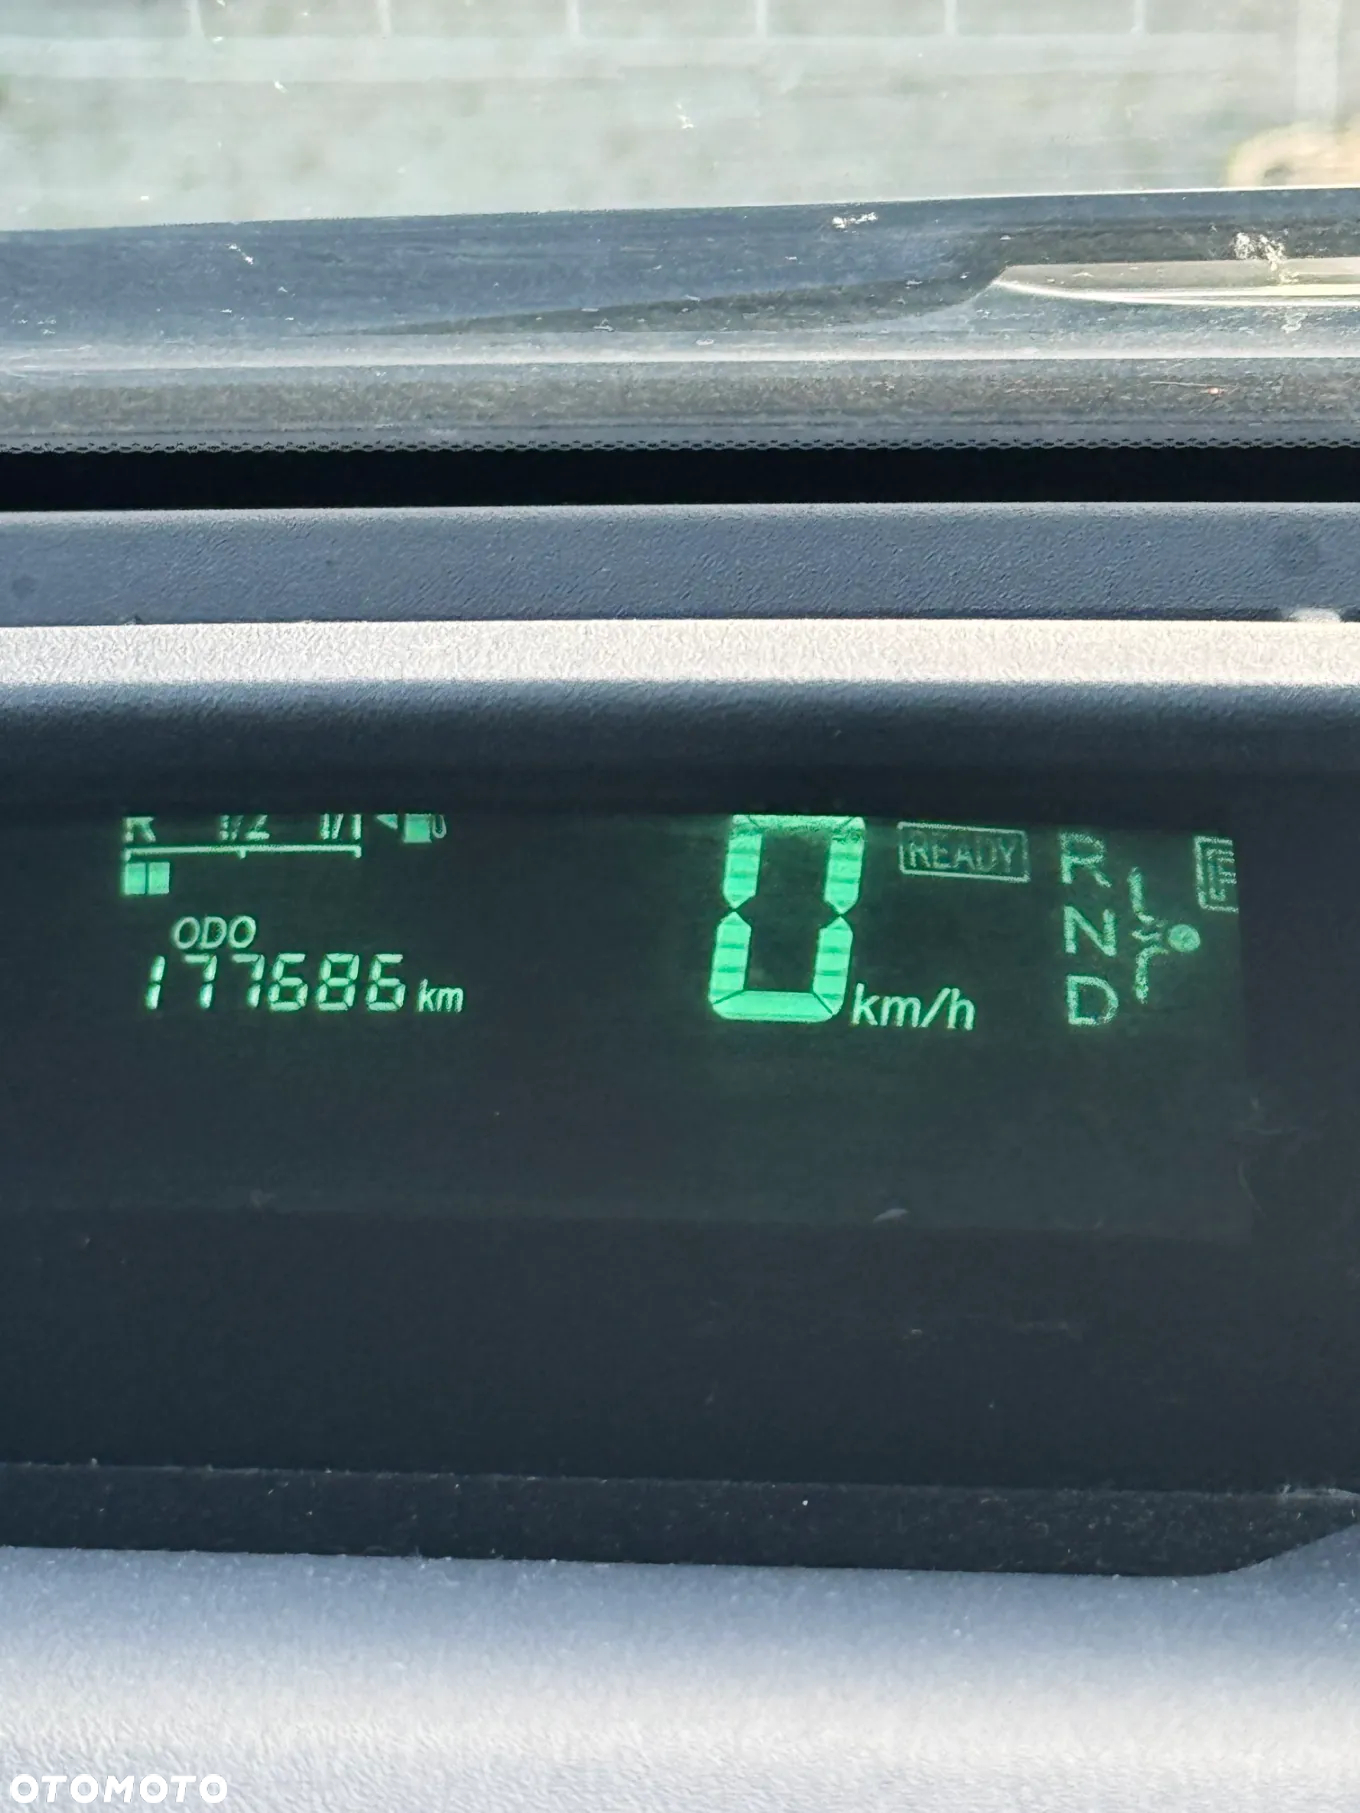 R 1/2 1/1
ODO
177686 km
0 km/h
READY
R
N
D
OTOMOTO